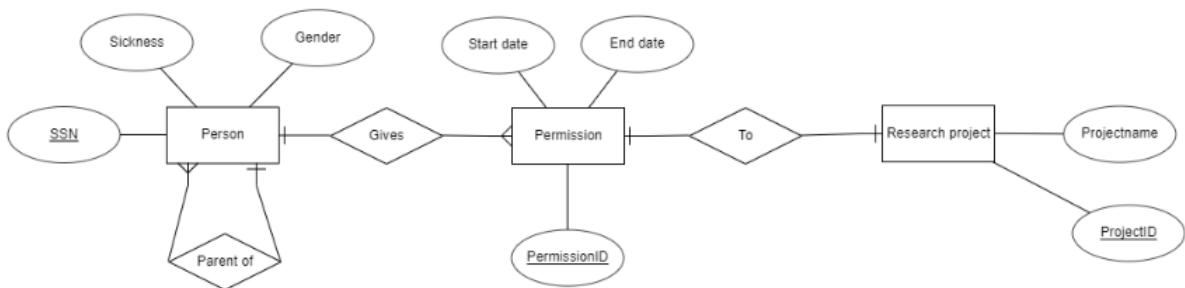 Sickness
Gender
Start date
End date
SSN
Person
Gives
Permission
To
Research project
Projectname
Parent of
PermissionID
ProjectID